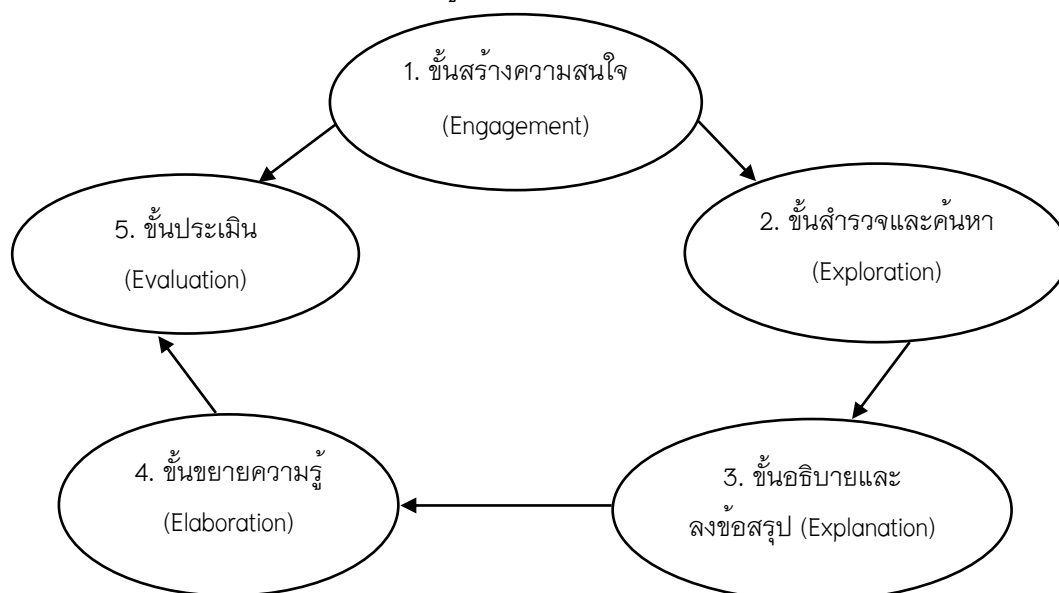 1. ขั้นสร้างความสนใจ
(Engagement)
2. ขั้นสำรวจและค้นหา
(Exploration)
3. ขั้นอธิบายและ
ลงข้อสรุป (Explanation)
4. ขั้นขยายความรู้
(Elaboration)
5. ขั้นประเมิน
(Evaluation)